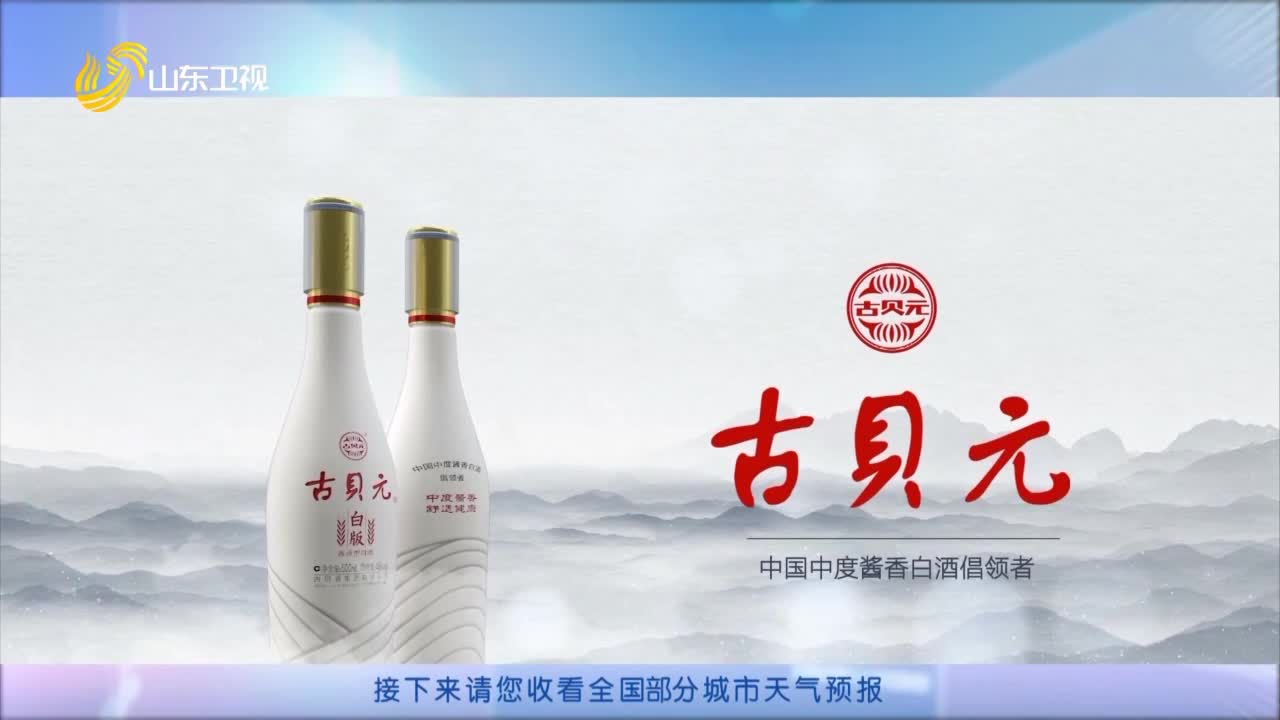 山东卫视
古贝元
古贝元
中国中度酱香白酒倡领者
古贝元
古贝元
白版
中国中度酱香白酒
倡领者
中度酱香
舒适健康
接下来请您收看全国部分城市天气预报